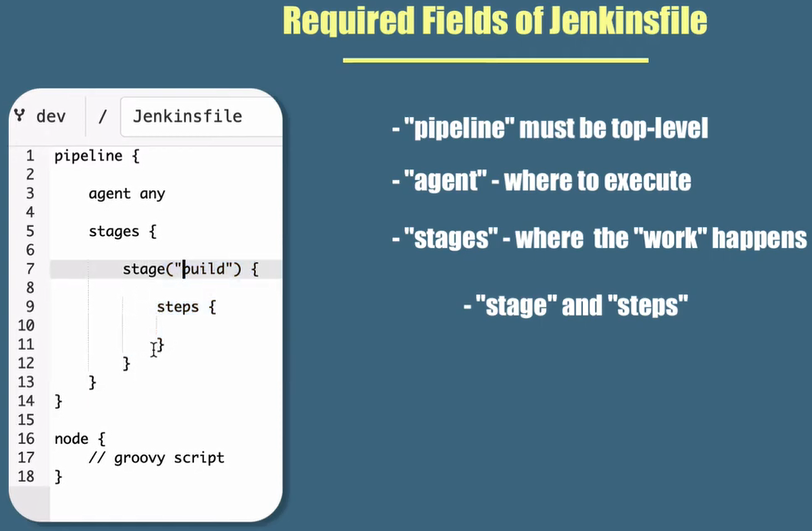 Required Fields of Jenkinsfile
dev / Jenkinsfile
1 pipeline {
2
3 agent any
4
5 stages {
6
7 stage("build") {
8
9 steps {
10
11 }
12 }
13 }
14 }
15
16 node {
17 // groovy script
18 }
- "pipeline" must be top-level
- "agent" - where to execute
- "stages" - where the "work" happens
- "stage" and "steps"